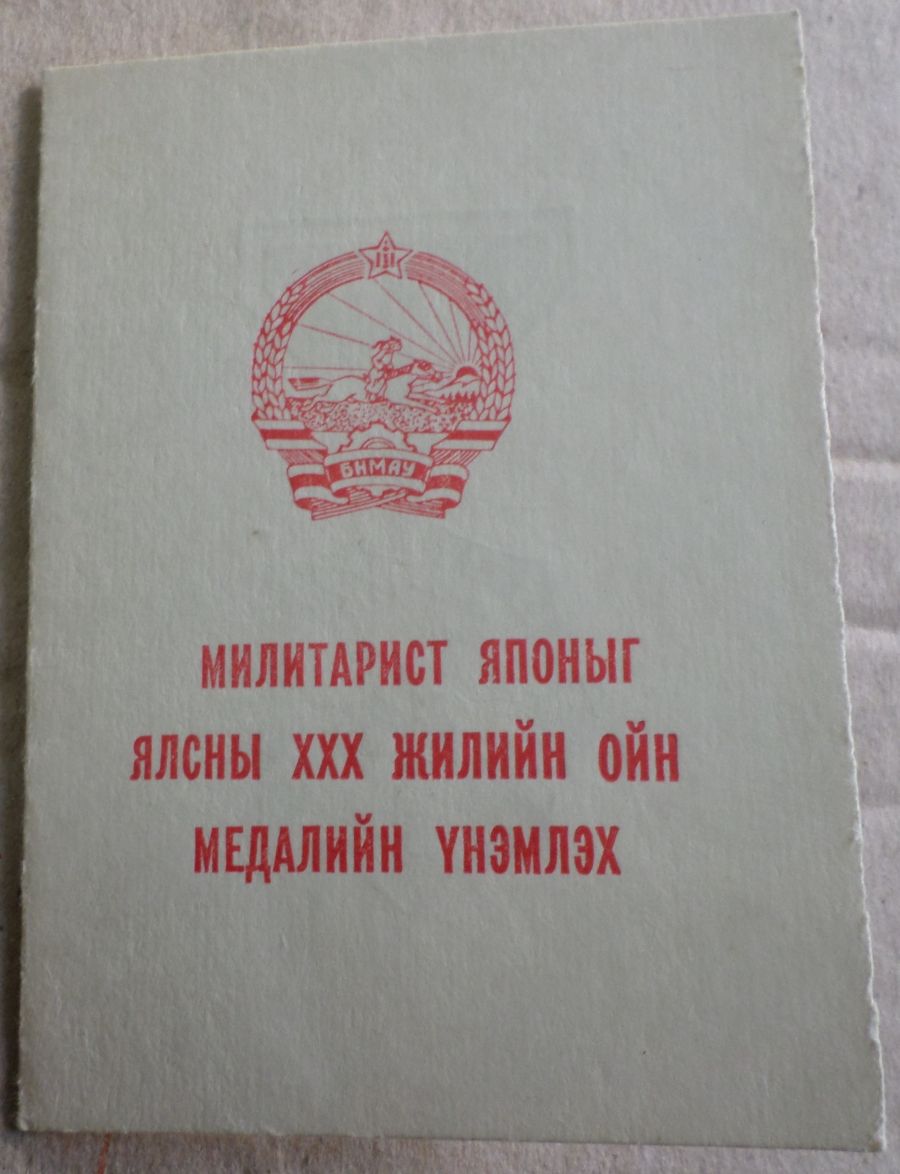 БНМАУ
МИЛИТАРИСТ ЯПОНЫГ
ЯЛСНЫ XXX ЖИЛИЙН ОЙН
МЕДАЛИЙН ҮНЭМЛЭХ